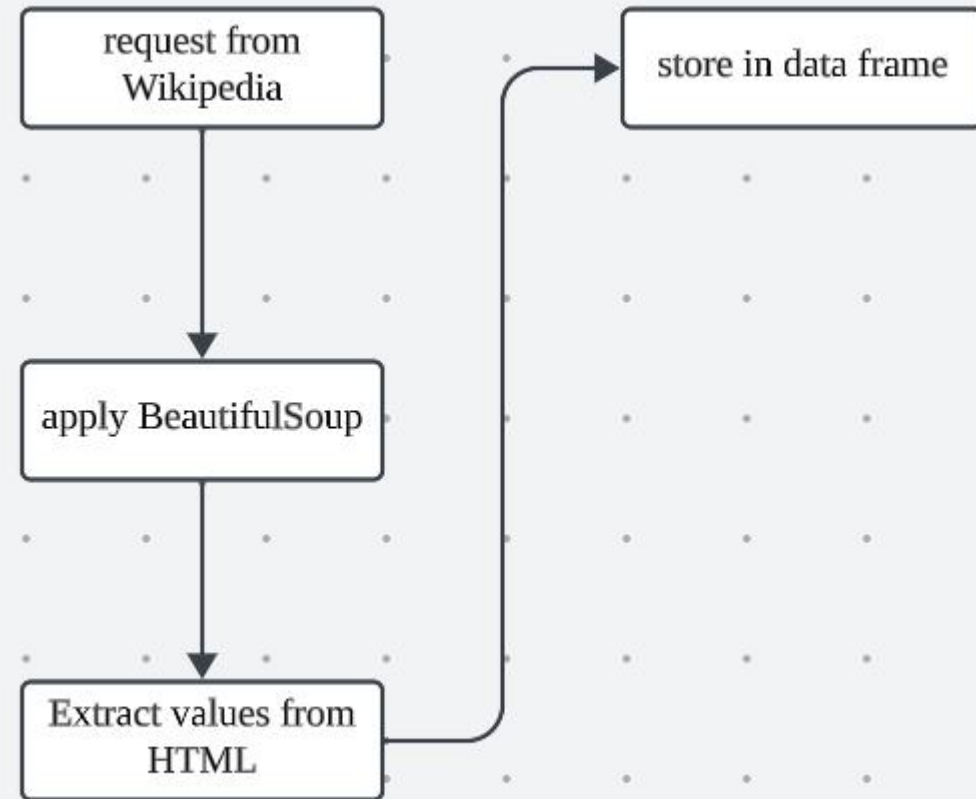 request from
Wikipedia
apply BeautifulSoup
Extract values from
HTML
store in data frame